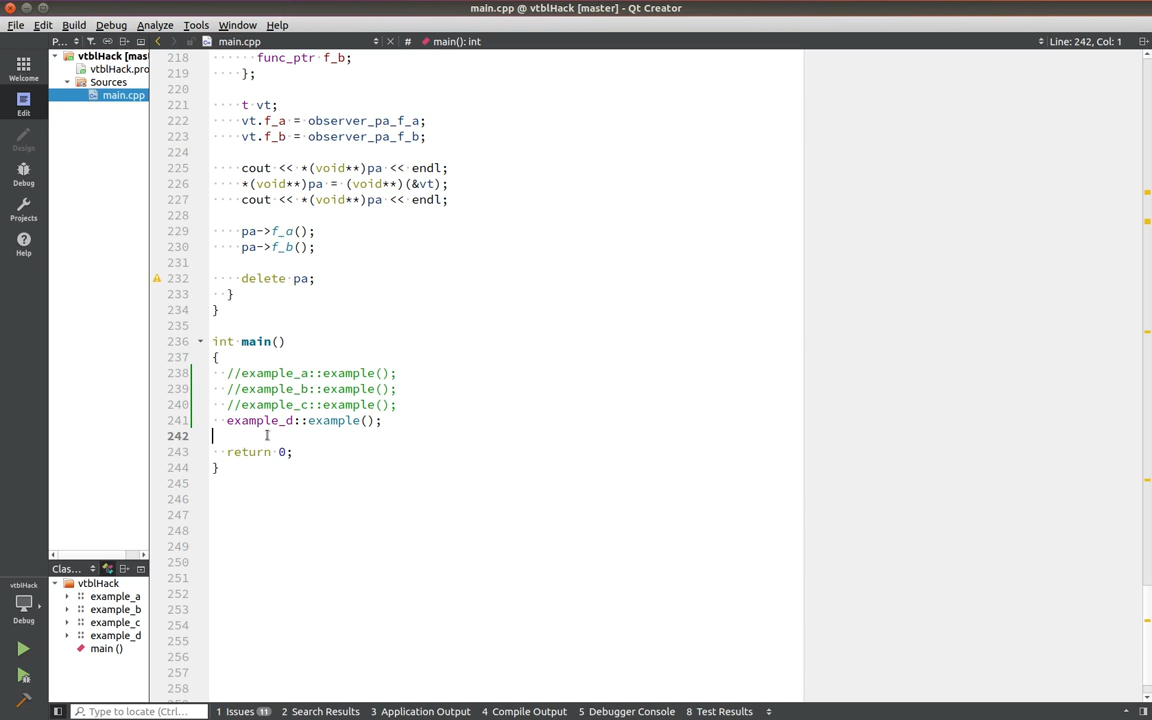 main.cpp @ vtblHack [master] - Qt Creator
File Edit Build Debug Analyze Tools Window Help
P... main.cpp # main(): int Line: 242, Col: 1
Welcome
Edit
Design
Debug
Projects
Help
vtblHack [mas
vtblHack.pro
Sources
main.cpp
218 func_ptr f_b;
219 };
220
221 t vt;
222 vt.f_a = observer_pa_f_a;
223 vt.f_b = observer_pa_f_b;
224
225 cout << *(void**)pa << endl;
226 *(void**)pa = (void**)(&vt);
227 cout << *(void**)pa << endl;
228
229 pa->f_a();
230 pa->f_b();
231
232 delete pa;
233 }
234 }
235
236 int main()
237 {
238 //example_a::example();
239 //example_b::example();
240 //example_c::example();
241 example_d::example();
242
243 return 0;
244 }
245
246
247
248
249
250
251
252
253
254
255
256
257
258
Clas...
vtblHack
example_a
example_b
example_c
example_d
main ()
vtblHack
Debug
Type to locate (Ctrl... 1 Issues 11 2 Search Results 3 Application Output 4 Compile Output 5 Debugger Console 8 Test Results